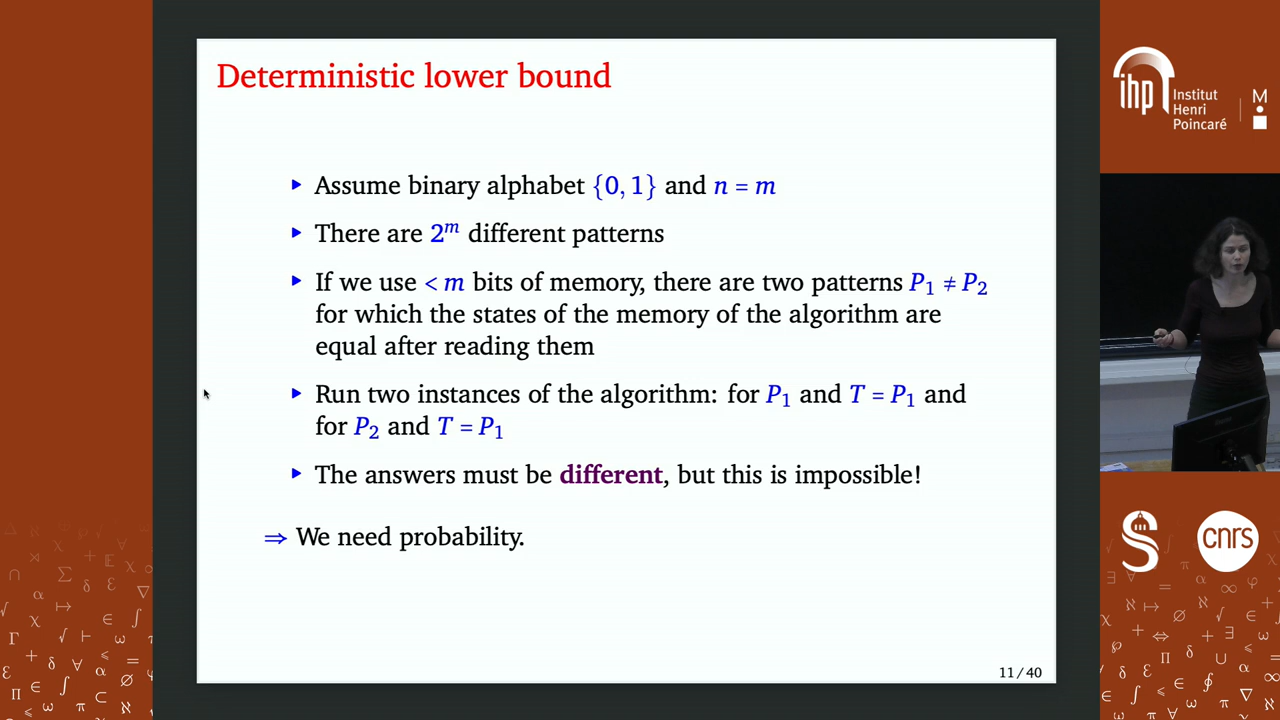 Deterministic lower bound
▸ Assume binary alphabet {0, 1} and n = m
▸ There are 2^m different patterns
▸ If we use < m bits of memory, there are two patterns P₁ ≠ P₂
for which the states of the memory of the algorithm are
equal after reading them
▸ Run two instances of the algorithm: for P₁ and T = P₁ and
for P₂ and T = P₁
▸ The answers must be different, but this is impossible!
⇒ We need probability.
11/40
ihp Institut
Henri
Poincaré
M
S
cnrs